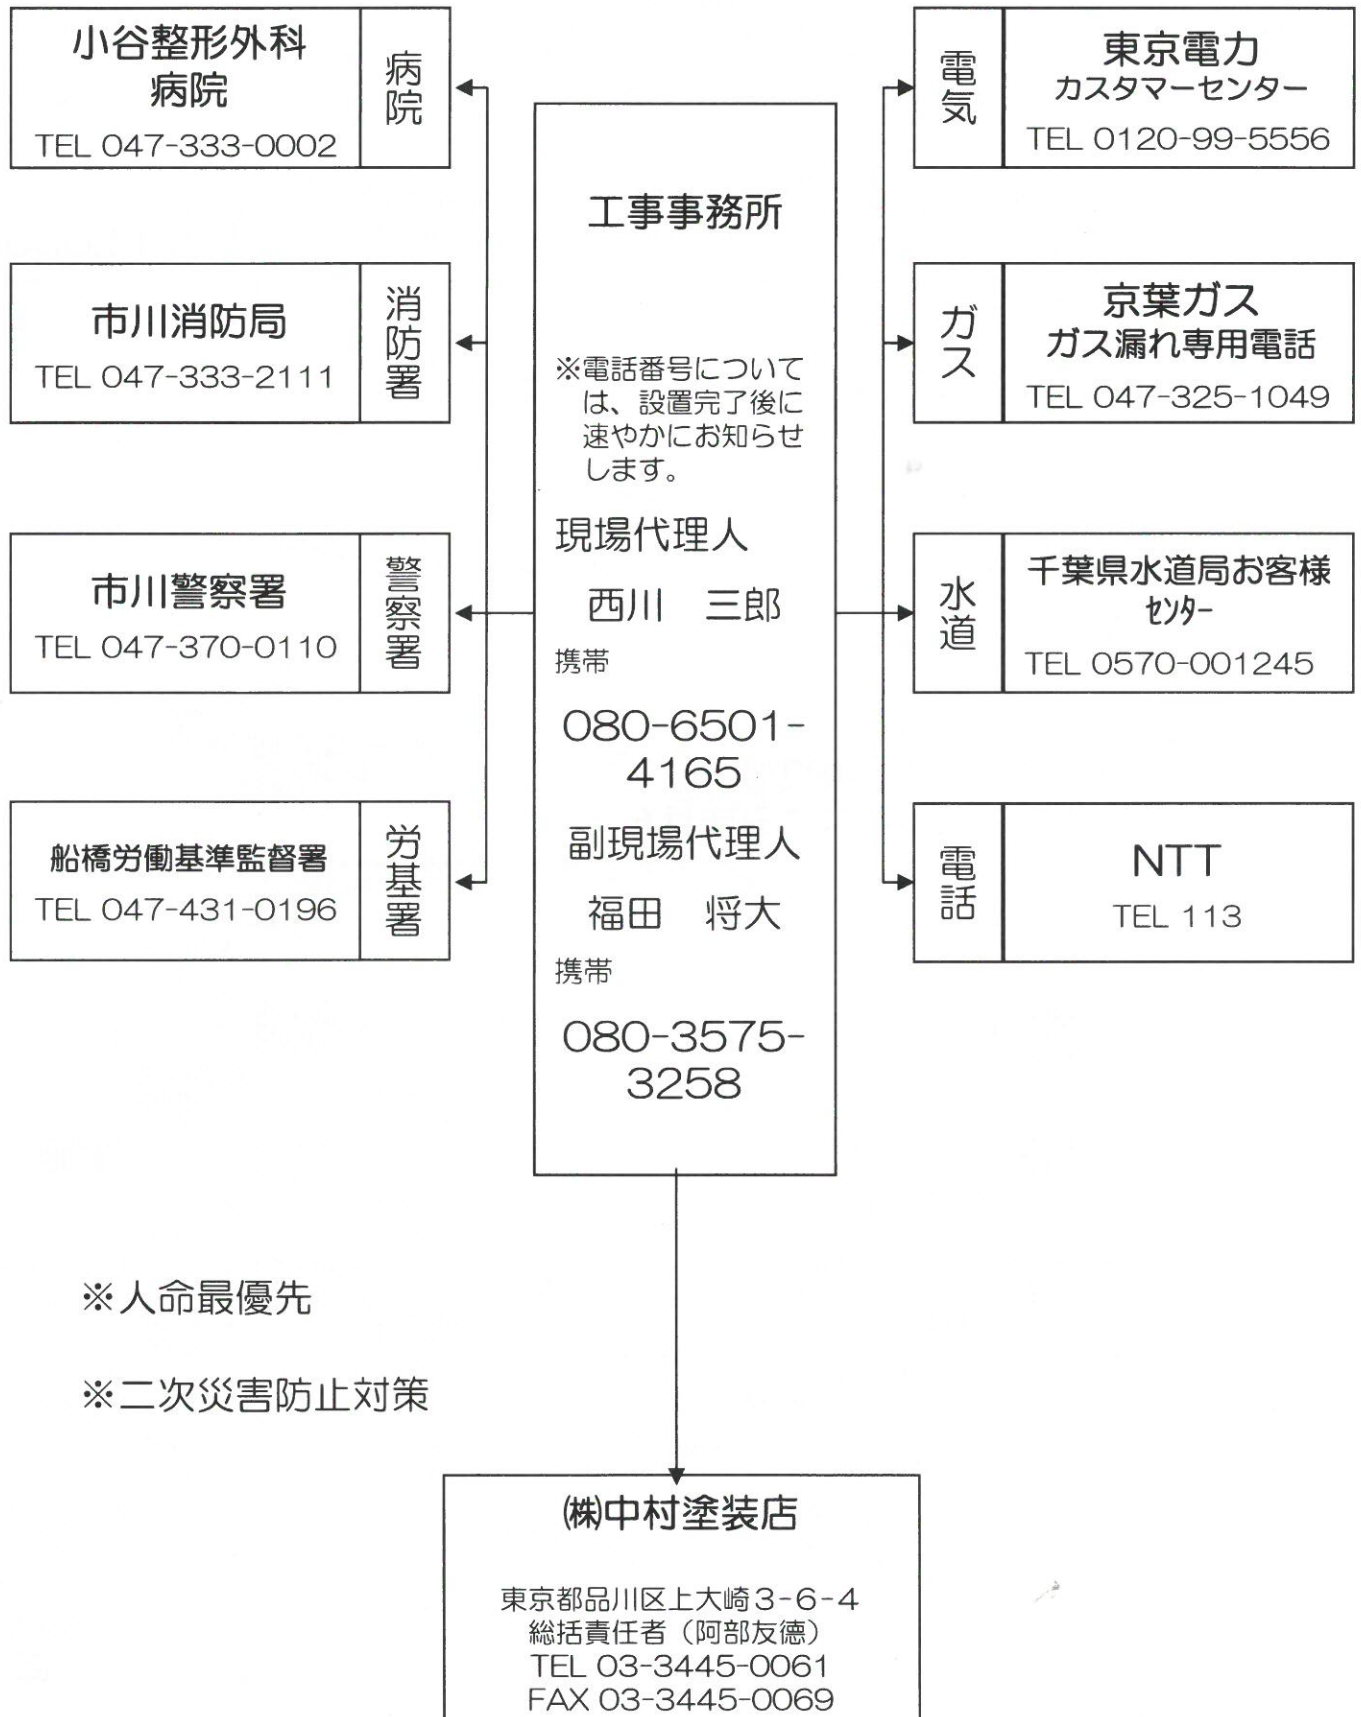 小谷整形外科
病院
TEL 047-333-0002
病院
市川消防局
TEL 047-333-2111
消防署
市川警察署
TEL 047-370-0110
警察署
船橋労働基準監督署
TEL 047-431-0196
労基署
工事事務所
※電話番号について
は、設置完了後に
速やかにお知らせ
します。
現場代理人
西川　三郎
携帯
080-6501-
4165
副現場代理人
福田　将大
携帯
080-3575-
3258
電気
東京電力
カスタマーセンター
TEL 0120-99-5556
ガス
京葉ガス
ガス漏れ専用電話
TEL 047-325-1049
水道
千葉県水道局お客様
ｾﾝﾀｰ
TEL 0570-001245
電話
NTT
TEL 113
※人命最優先
※二次災害防止対策
㈱中村塗装店
東京都品川区上大崎3-6-4
総括責任者（阿部友徳）
TEL 03-3445-0061
FAX 03-3445-0069